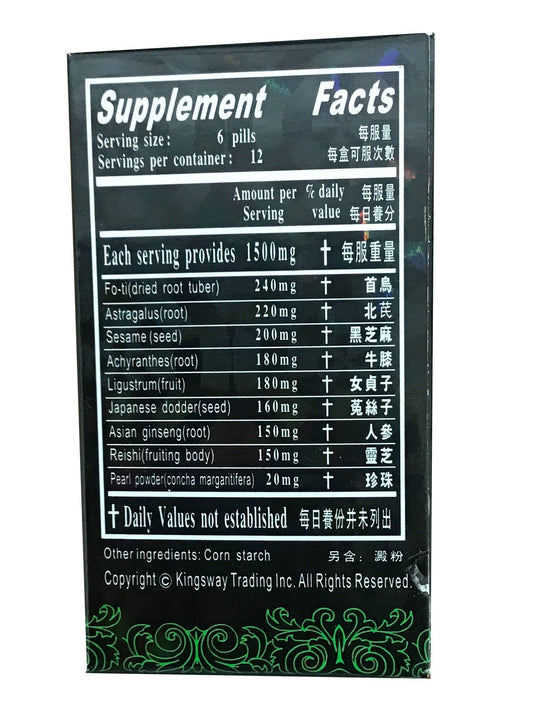 Supplement Facts
Serving size: 6 pills 每服量
Servings per container: 12 每盒可服次數
Amount per % daily 每服量
Serving value 每日養分
Each serving provides 1500mg † 每服重量
Fo-ti(dried root tuber) 240mg † 首烏
Astragalus(root) 220mg † 北芪
Sesame(seed) 200mg † 黑芝麻
Achyranthes(root) 180mg † 牛膝
Ligustrum(fruit) 180mg † 女貞子
Japanese dodder(seed) 160mg † 菟絲子
Asian ginseng(root) 150mg † 人參
Reishi(fruiting body) 150mg † 靈芝
Pearl powder(concha margaritifera) 20mg † 珍珠
† Daily Values not established 每日養份并未列出
Other ingredients: Corn starch 另含: 澱粉
Copyright © Kingsway Trading Inc. All Rights Reserved.